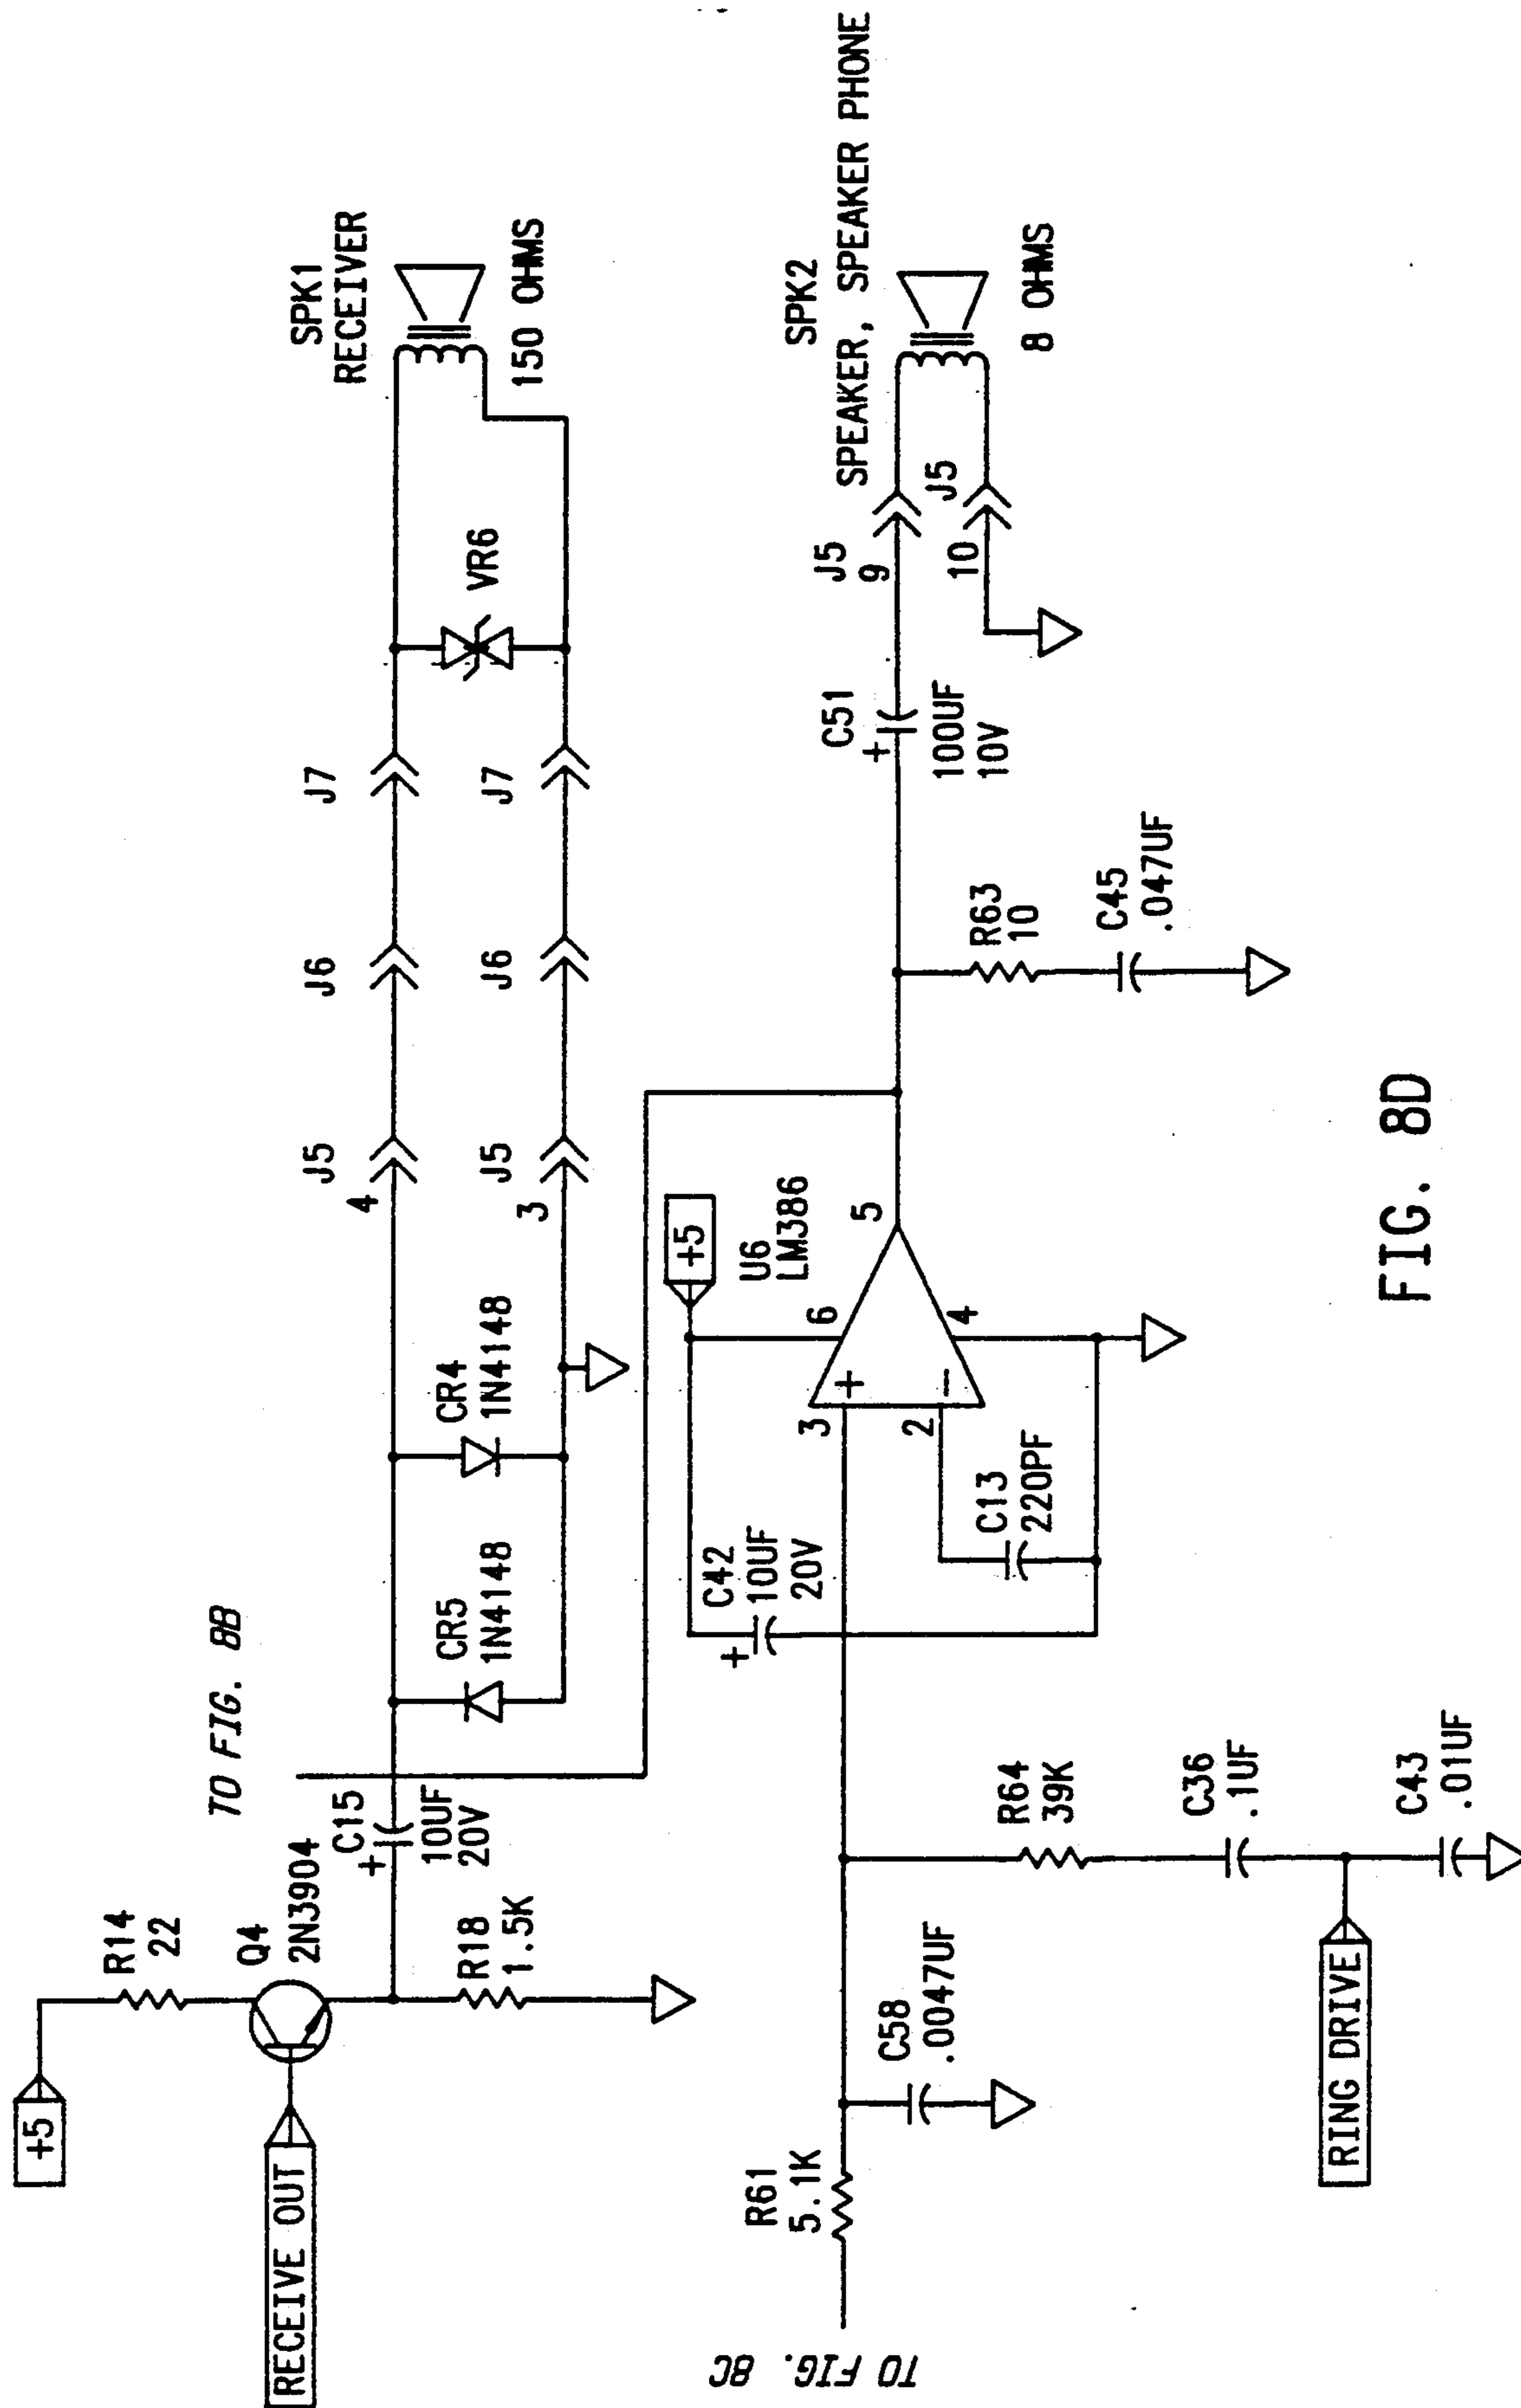 +5
R14
22
RECEIVE OUT
Q4
2N3904
TO FIG. 8B
C15
+
10UF
20V
R18
1.5K
CR5
1N4148
CR4
1N4148
J5
4
J5
3
J6
J6
J7
J7
VR6
SPK1
RECEIVER
150 OHMS
TO FIG. 8C
R61
5.1K
C58
.0047UF
R64
39K
C36
.1UF
RING DRIVE
C43
.01UF
C42
+
10UF
20V
C13
220PF
+5
U6
LM386
3
+
2
-
6
4
5
R63
10
C45
.047UF
C51
+
100UF
10V
J5
9
J5
10
SPK2
SPEAKER, SPEAKER PHONE
8 OHMS
FIG. 8D